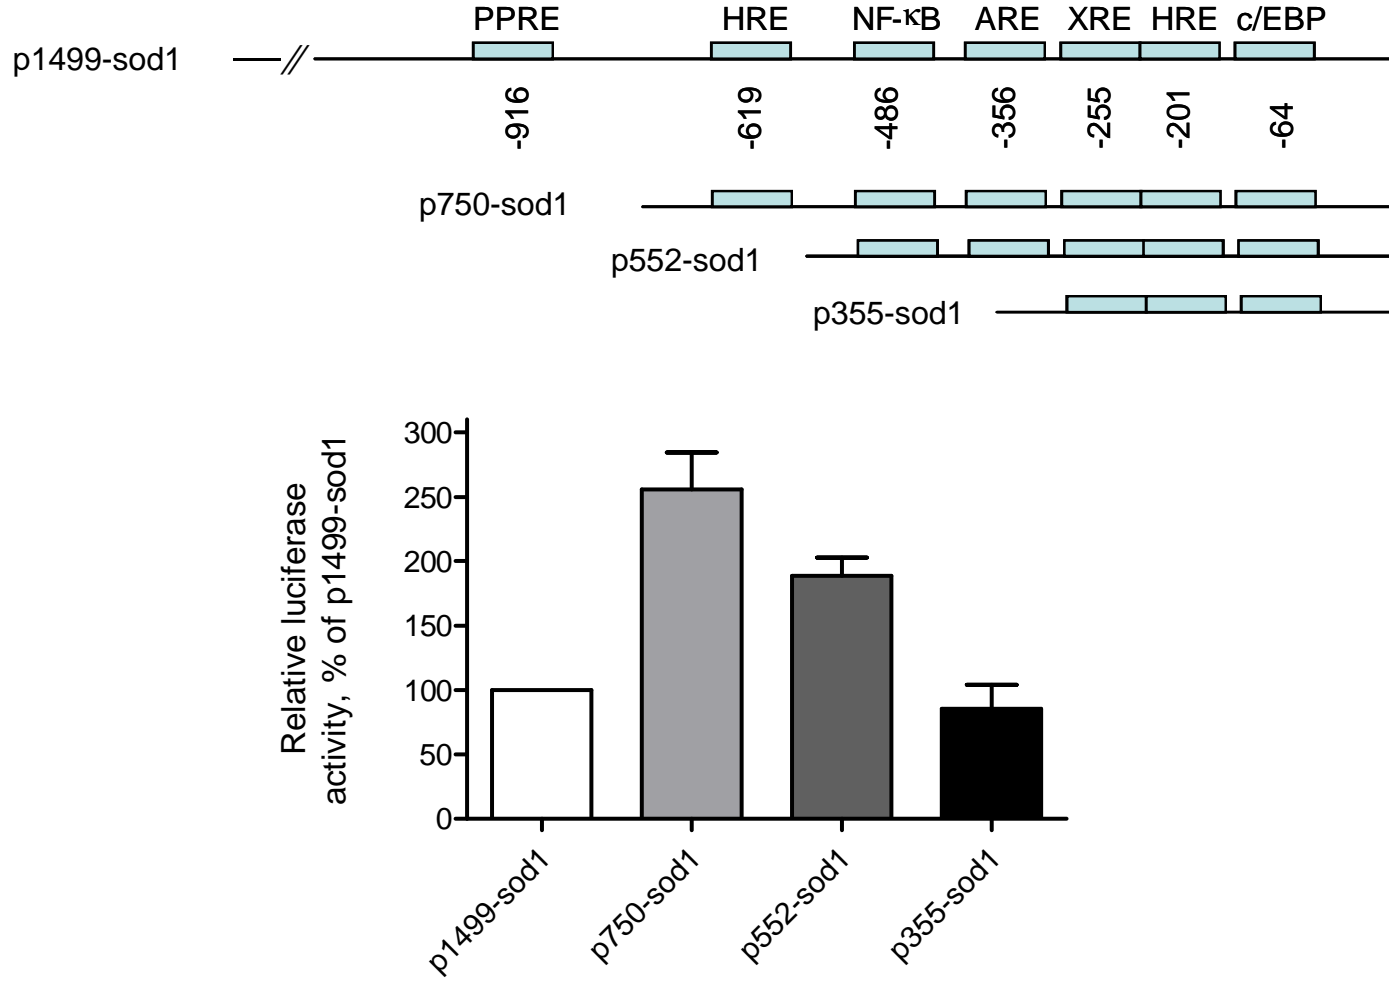 PPRE HRE NF-κB ARE XRE HRE c/EBP
p1499-sod1
-916 -619 -486 -356 -255 -201 -64
p750-sod1
p552-sod1
p355-sod1
Relative luciferase
activity, % of p1499-sod1
300
250
200
150
100
50
0
p1499-sod1 p750-sod1 p552-sod1 p355-sod1